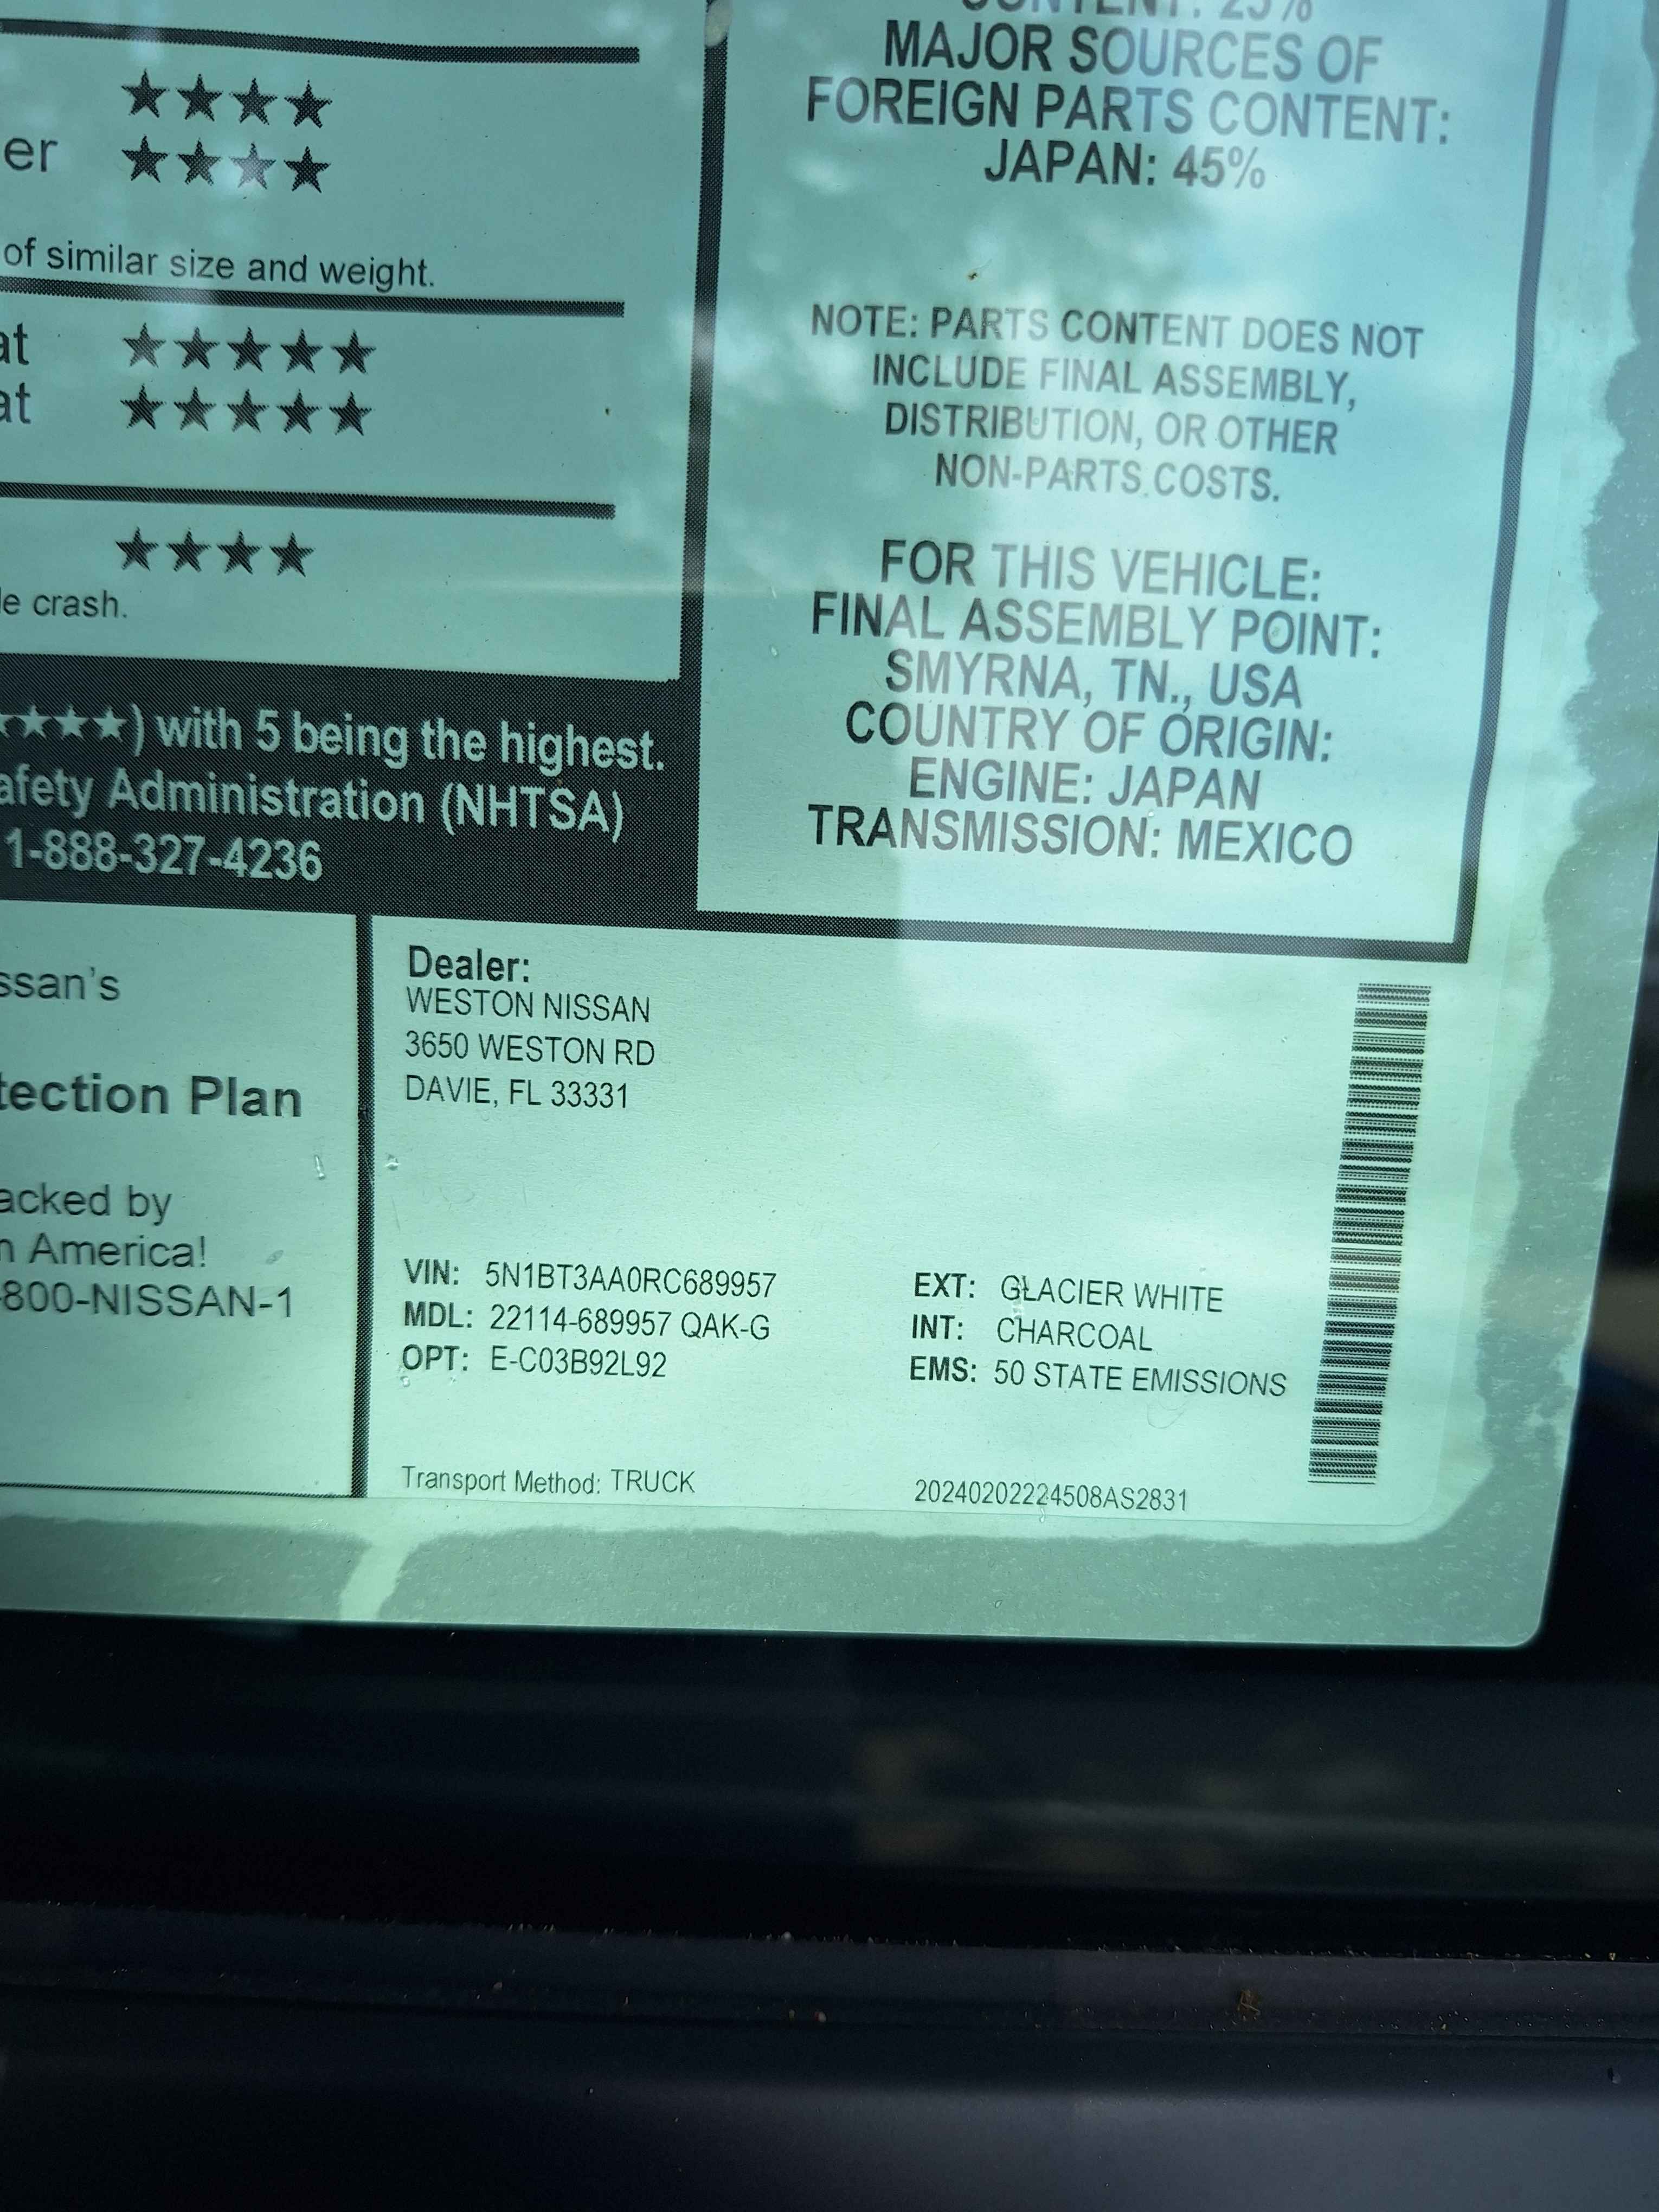 ★★★★
er ★★★★
of similar size and weight.
at ★★★★★
at ★★★★★
★★★★
e crash.
★★★★) with 5 being the highest.
afety Administration (NHTSA)
1-888-327-4236
CONTENT: 25%
MAJOR SOURCES OF
FOREIGN PARTS CONTENT:
JAPAN: 45%
NOTE: PARTS CONTENT DOES NOT
INCLUDE FINAL ASSEMBLY,
DISTRIBUTION, OR OTHER
NON-PARTS COSTS.
FOR THIS VEHICLE:
FINAL ASSEMBLY POINT:
SMYRNA, TN., USA
COUNTRY OF ORIGIN:
ENGINE: JAPAN
TRANSMISSION: MEXICO
ssan's
tection Plan
acked by
n America!
-800-NISSAN-1
Dealer:
WESTON NISSAN
3650 WESTON RD
DAVIE, FL 33331
VIN: 5N1BT3AA0RC689957
MDL: 22114-689957 QAK-G
OPT: E-C03B92L92
EXT: GLACIER WHITE
INT: CHARCOAL
EMS: 50 STATE EMISSIONS
Transport Method: TRUCK
20240202224508AS2831